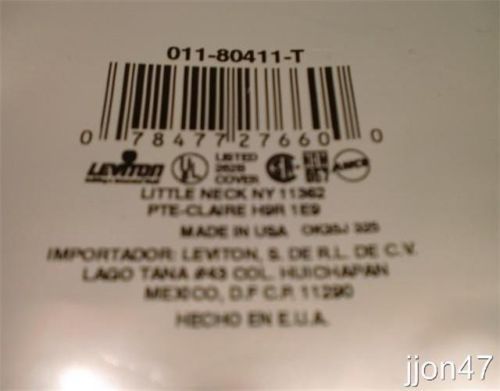 011-80411-T
0 78477 27660 0
LEVITON UL LISTED COVER
LITTLE NECK NY 11362
PTE-CLAIRE H9R 1E9
MADE IN USA
IMPORTADOR: LEVITON, S. DE R.L. DE C.V.
LAGO TANA #43 COL. HUICHAPAN
MEXICO, D.F C.P. 11290
HECHO EN E.U.A.
jjon47